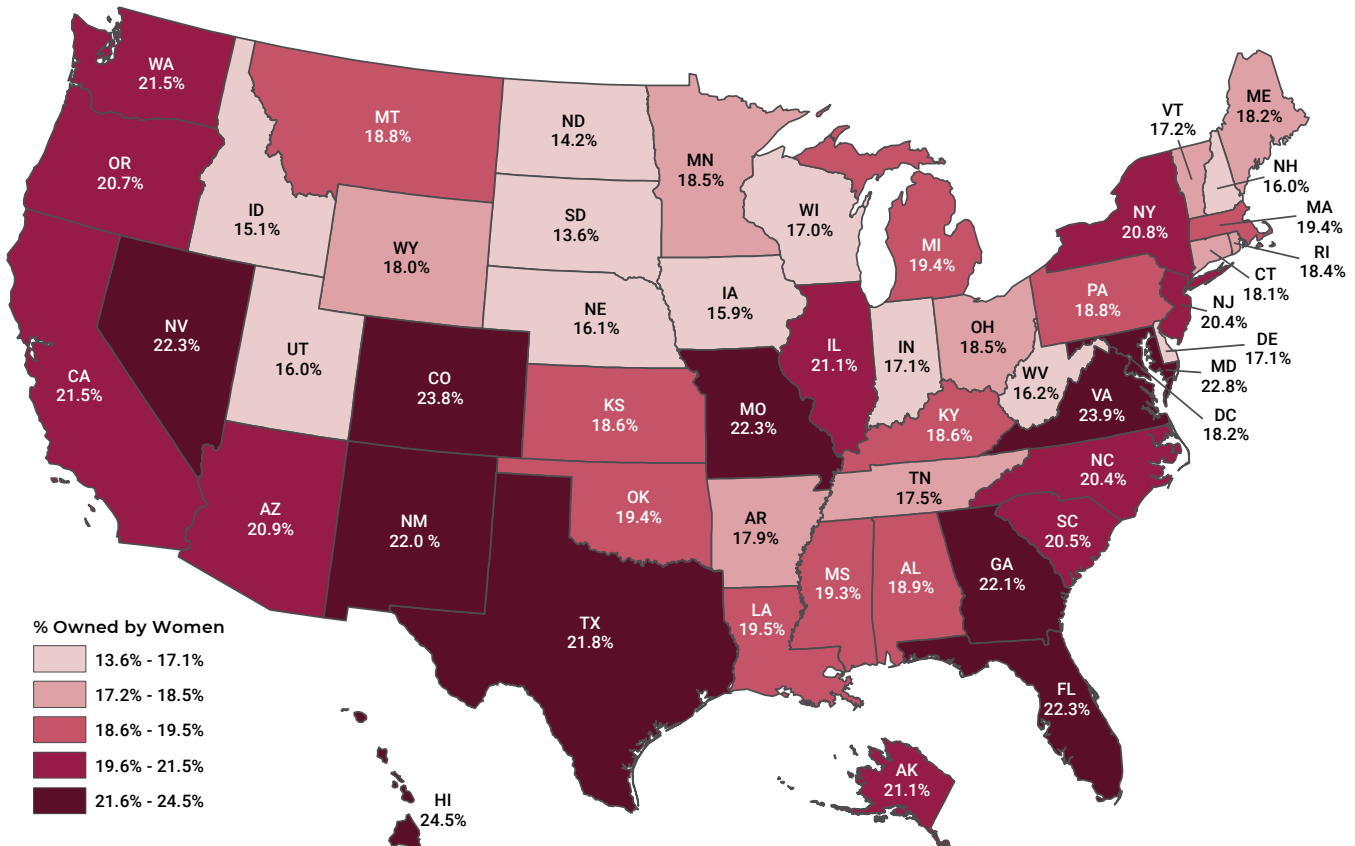 WA
21.5%
OR
20.7%
CA
21.5%
NV
22.3%
ID
15.1%
MT
18.8%
WY
18.0%
UT
16.0%
AZ
20.9%
CO
23.8%
NM
22.0 %
ND
14.2%
SD
13.6%
NE
16.1%
KS
18.6%
OK
19.4%
TX
21.8%
MN
18.5%
IA
15.9%
MO
22.3%
AR
17.9%
LA
19.5%
WI
17.0%
IL
21.1%
MI
19.4%
IN
17.1%
OH
18.5%
KY
18.6%
TN
17.5%
MS
19.3%
AL
18.9%
GA
22.1%
FL
22.3%
SC
20.5%
NC
20.4%
VA
23.9%
WV
16.2%
PA
18.8%
NY
20.8%
VT
17.2%
ME
18.2%
NH
16.0%
MA
19.4%
RI
18.4%
CT
18.1%
NJ
20.4%
DE
17.1%
MD
22.8%
DC
18.2%
AK
21.1%
HI
24.5%
% Owned by Women
13.6% - 17.1%
17.2% - 18.5%
18.6% - 19.5%
19.6% - 21.5%
21.6% - 24.5%